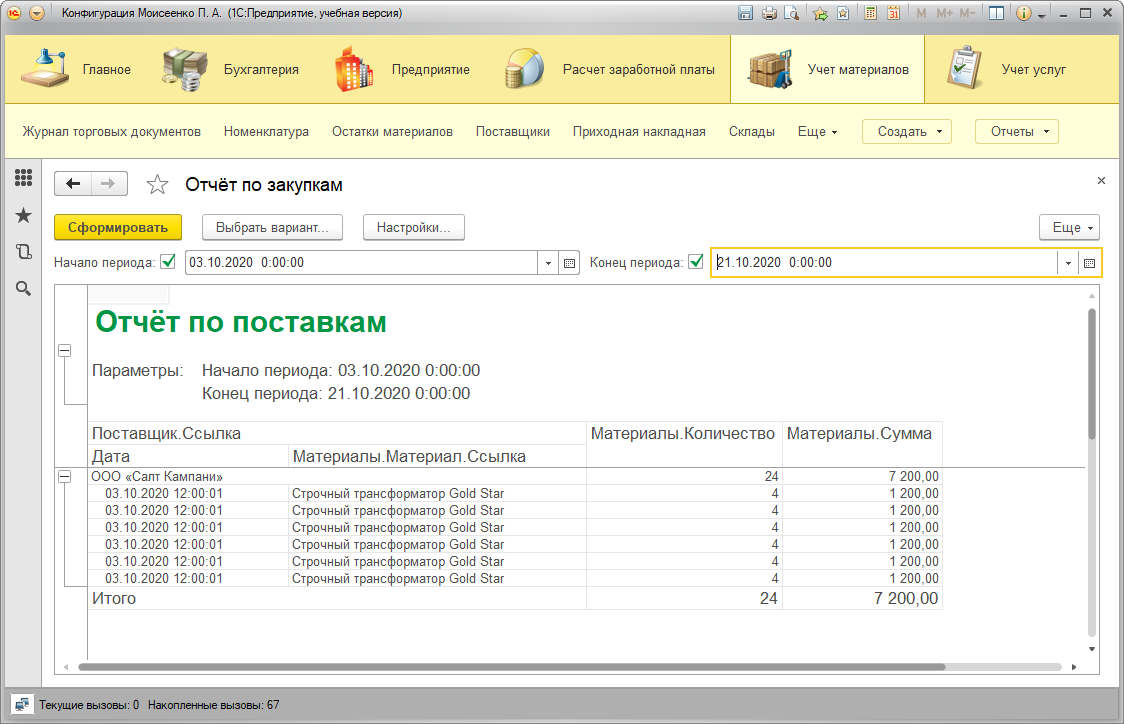 Конфигурация Моисеенко П. А. (1С:Предприятие, учебная версия)
M M+ M-
31
Главное Бухгалтерия Предприятие Расчет заработной платы Учет материалов Учет услуг
Журнал торговых документов Номенклатура Остатки материалов Поставщики Приходная накладная Склады Еще Создать Отчеты
Отчёт по закупкам
Сформировать Выбрать вариант... Настройки... Еще
Начало периода: 03.10.2020 0:00:00 Конец периода: 21.10.2020 0:00:00
Отчёт по поставкам
Параметры: Начало периода: 03.10.2020 0:00:00
Конец периода: 21.10.2020 0:00:00
Поставщик.Ссылка Материалы.Количество Материалы.Сумма
Дата Материалы.Материал.Ссылка
ООО «Салт Кампани» 24 7 200,00
03.10.2020 12:00:01 Строчный трансформатор Gold Star 4 1 200,00
03.10.2020 12:00:01 Строчный трансформатор Gold Star 4 1 200,00
03.10.2020 12:00:01 Строчный трансформатор Gold Star 4 1 200,00
03.10.2020 12:00:01 Строчный трансформатор Gold Star 4 1 200,00
03.10.2020 12:00:01 Строчный трансформатор Gold Star 4 1 200,00
03.10.2020 12:00:01 Строчный трансформатор Gold Star 4 1 200,00
Итого 24 7 200,00
Текущие вызовы: 0 Накопленные вызовы: 67